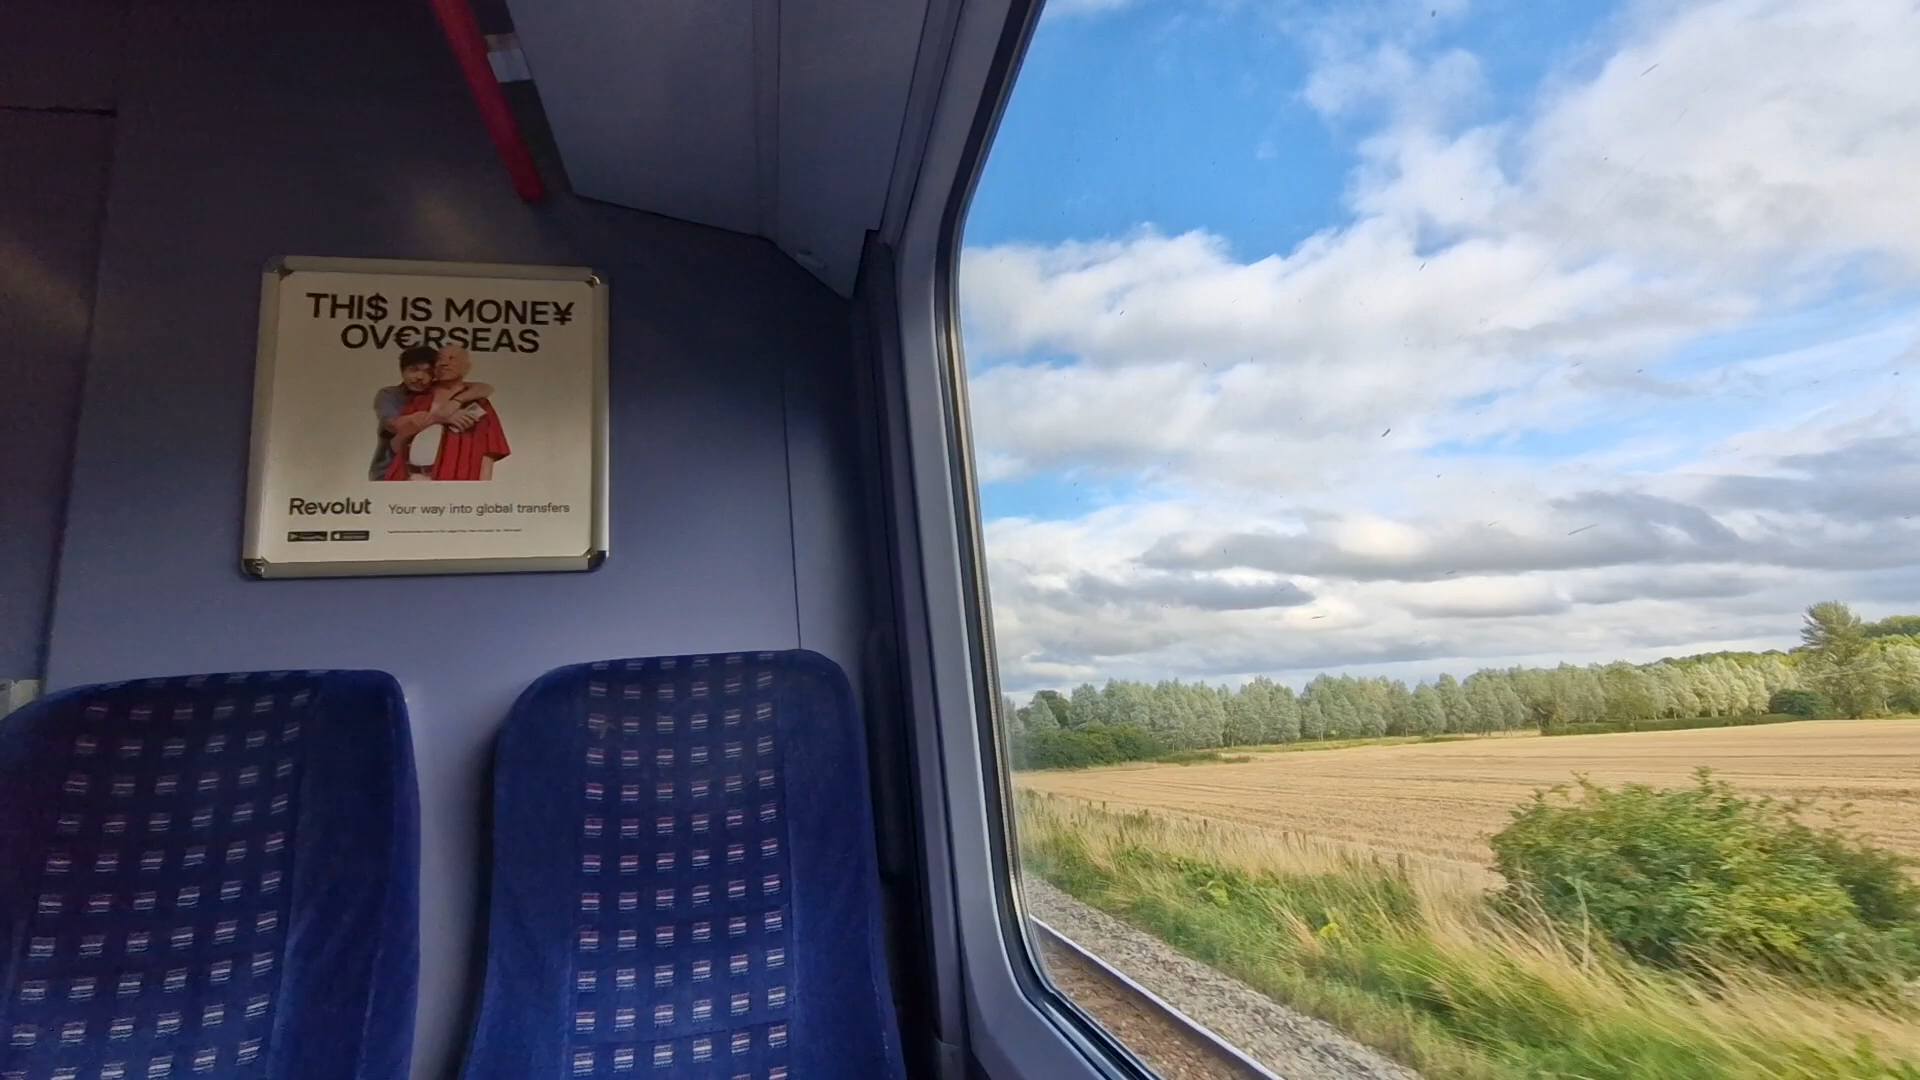 THI$ IS MONE¥
OV€RSEAS
Revolut Your way into global transfers